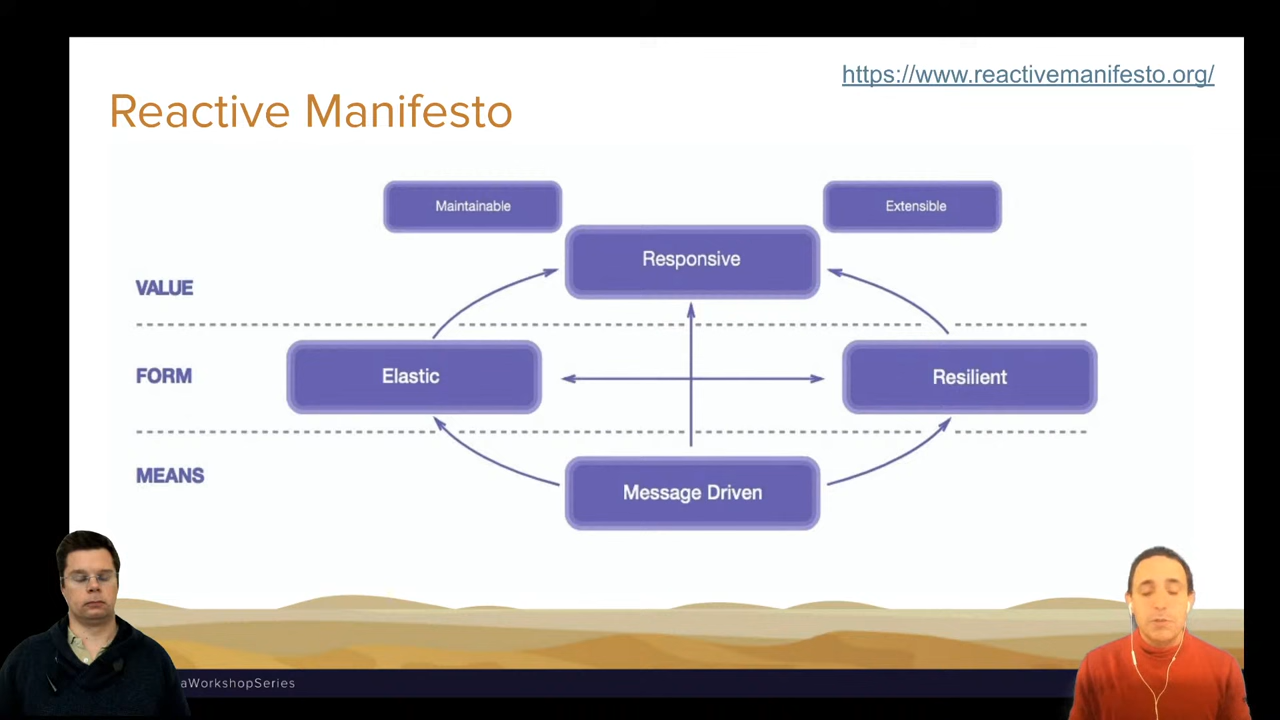 https://www.reactivemanifesto.org/
Reactive Manifesto
Maintainable
Extensible
Responsive
VALUE
Elastic
Resilient
FORM
MEANS
Message Driven
aWorkshopSeries